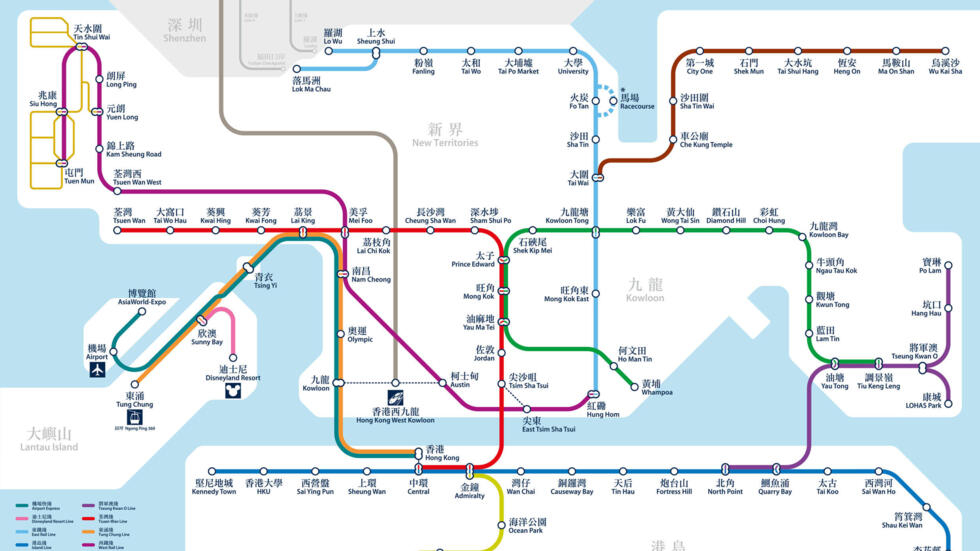 天水圍
Tin Shui Wai
深圳
Shenzhen
羅湖
Lo Wu
上水
Sheung Shui
落馬洲
Lok Ma Chau
粉嶺
Fanling
太和
Tai Wo
大埔墟
Tai Po Market
大學
University
第一城
City One
石門
Shek Mun
大水坑
Tai Shui Hang
恆安
Heng On
馬鞍山
Ma On Shan
烏溪沙
Wu Kai Sha
朗屏
Long Ping
兆康
Siu Hong
元朗
Yuen Long
錦上路
Kam Sheung Road
屯門
Tuen Mun
荃灣西
Tsuen Wan West
火炭
Fo Tan
*
馬場
Racecourse
沙田圍
Sha Tin Wai
新界
New Territories
沙田
Sha Tin
車公廟
Che Kung Temple
大圍
Tai Wai
荃灣
Tsuen Wan
大窩口
Tai Wo Hau
葵興
Kwai Hing
葵芳
Kwai Fong
荔景
Lai King
美孚
Mei Foo
荔枝角
Lai Chi Kok
長沙灣
Cheung Sha Wan
深水埗
Sham Shui Po
石硤尾
Shek Kip Mei
九龍塘
Kowloon Tong
樂富
Lok Fu
黃大仙
Wong Tai Sin
鑽石山
Diamond Hill
彩虹
Choi Hung
九龍灣
Kowloon Bay
太子
Prince Edward
牛頭角
Ngau Tau Kok
寶琳
Po Lam
青衣
Tsing Yi
南昌
Nam Cheong
旺角
Mong Kok
旺角東
Mong Kok East
九龍
Kowloon
觀塘
Kwun Tong
坑口
Hang Hau
博覽館
AsiaWorld-Expo
欣澳
Sunny Bay
奧運
Olympic
油麻地
Yau Ma Tei
藍田
Lam Tin
機場
Airport
迪士尼
Disneyland Resort
佐敦
Jordan
何文田
Ho Man Tin
將軍澳
Tseung Kwan O
油塘
Yau Tong
調景嶺
Tiu Keng Leng
東涌
Tung Chung
九龍
Kowloon
柯士甸
Austin
尖沙咀
Tsim Sha Tsui
黃埔
Whampoa
康城
LOHAS Park
香港西九龍
Hong Kong West Kowloon
尖東
East Tsim Sha Tsui
紅磡
Hung Hom
昂坪 Ngong Ping 360
大嶼山
Lantau Island
香港
Hong Kong
堅尼地城
Kennedy Town
香港大學
HKU
西營盤
Sai Ying Pun
上環
Sheung Wan
中環
Central
金鐘
Admiralty
灣仔
Wan Chai
銅鑼灣
Causeway Bay
天后
Tin Hau
炮台山
Fortress Hill
北角
North Point
鰂魚涌
Quarry Bay
太古
Tai Koo
西灣河
Sai Wan Ho
筲箕灣
Shau Kei Wan
海洋公園
Ocean Park
港島
機場快綫
Airport Express
迪士尼綫
Disneyland Resort Line
東鐵綫
East Rail Line
港島綫
Island Line
將軍澳綫
Tseung Kwan O Line
荃灣綫
Tsuen Wan Line
東涌綫
Tung Chung Line
西鐵綫
West Rail Line